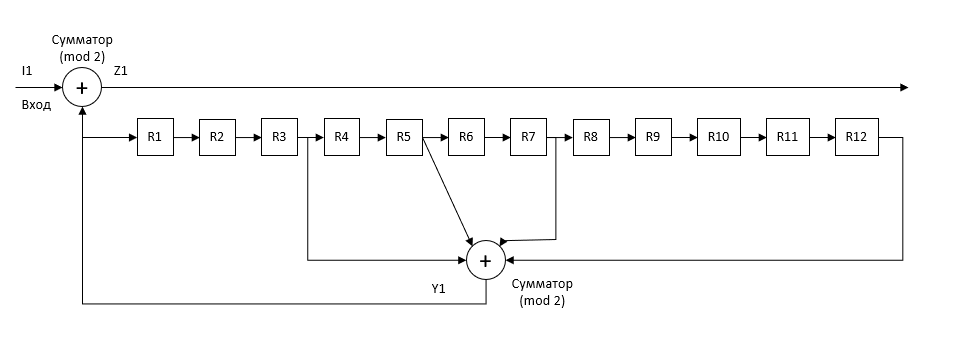 Сумматор
(mod 2)
I1
Z1
+
Вход
R1
R2
R3
R4
R5
R6
R7
R8
R9
R10
R11
R12
+
Y1
Сумматор
(mod 2)